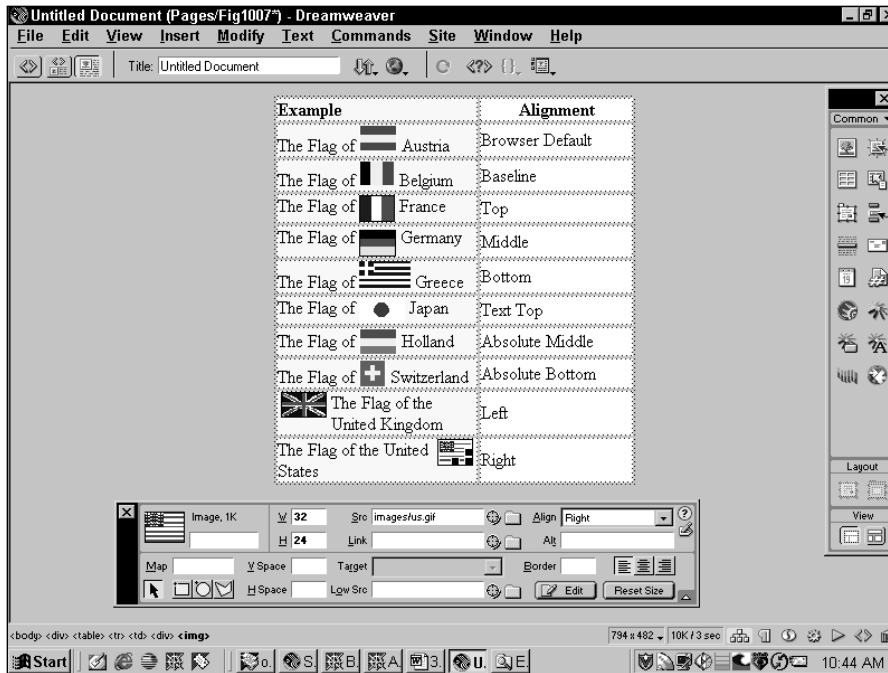 Untitled Document (Pages/Fig1007*) - Dreamweaver
File Edit View Insert Modify Text Commands Site Window Help
Title: Untitled Document
Example Alignment
The Flag of Austria Browser Default
The Flag of Belgium Baseline
The Flag of France Top
The Flag of Germany Middle
The Flag of Greece Bottom
The Flag of Japan Text Top
The Flag of Holland Absolute Middle
The Flag of Switzerland Absolute Bottom
The Flag of the United Kingdom Left
The Flag of the United States Right
Common
Layout
View
Image, 1K W 32 Src images/us.gif Align Right
H 24 Link Alt
Map V Space Target Border
H Space Low Src Edit Reset Size
<body> <div> <table> <tr> <td> <div> <img> 794 x 482 10K / 3 sec
Start o. S. B. A. 3. U. E. 10:44 AM